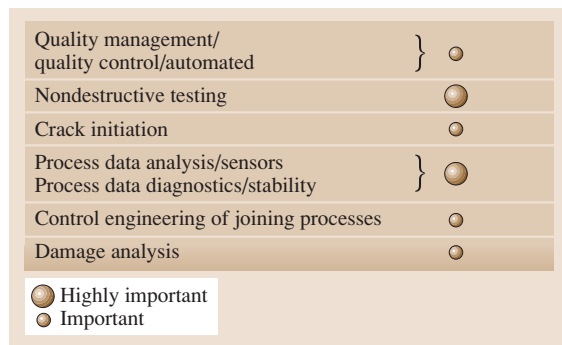 Quality management/
quality control/automated
Nondestructive testing
Crack initiation
Process data analysis/sensors
Process data diagnostics/stability
Control engineering of joining processes
Damage analysis
Highly important
Important